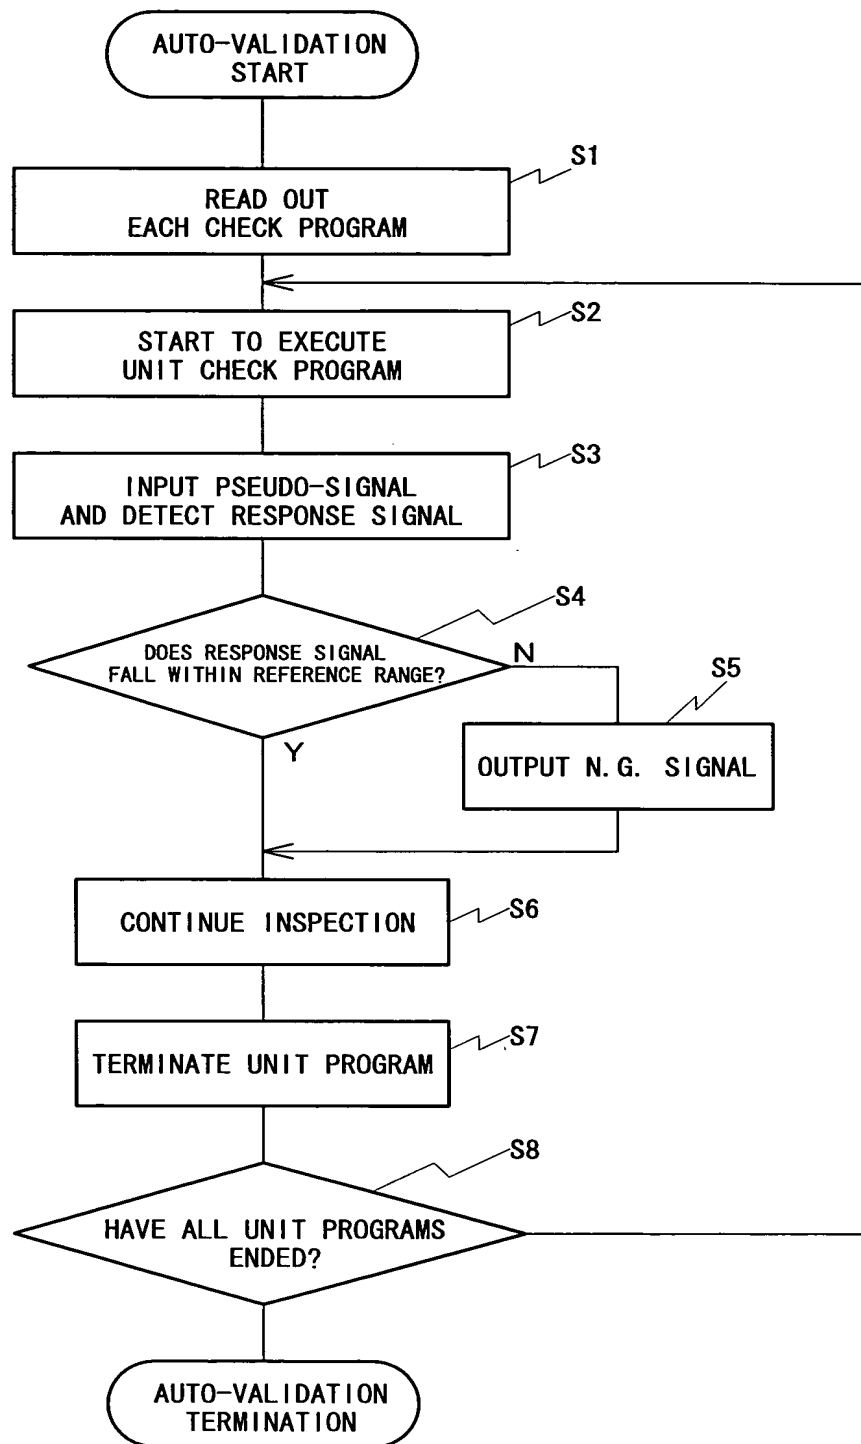 AUTO-VALIDATION
START
S1
READ OUT
EACH CHECK PROGRAM
S2
START TO EXECUTE
UNIT CHECK PROGRAM
S3
INPUT PSEUDO-SIGNAL
AND DETECT RESPONSE SIGNAL
S4
DOES RESPONSE SIGNAL
FALL WITHIN REFERENCE RANGE?
N
S5
Y
OUTPUT N.G. SIGNAL
S6
CONTINUE INSPECTION
S7
TERMINATE UNIT PROGRAM
S8
HAVE ALL UNIT PROGRAMS
ENDED?
AUTO-VALIDATION
TERMINATION